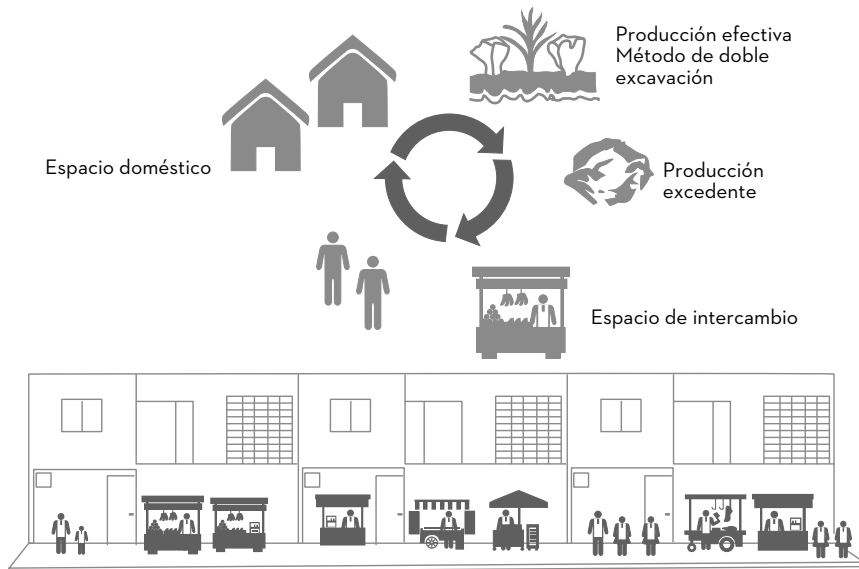 Producción efectiva
Método de doble
excavación
Espacio doméstico
Producción
excedente
Espacio de intercambio